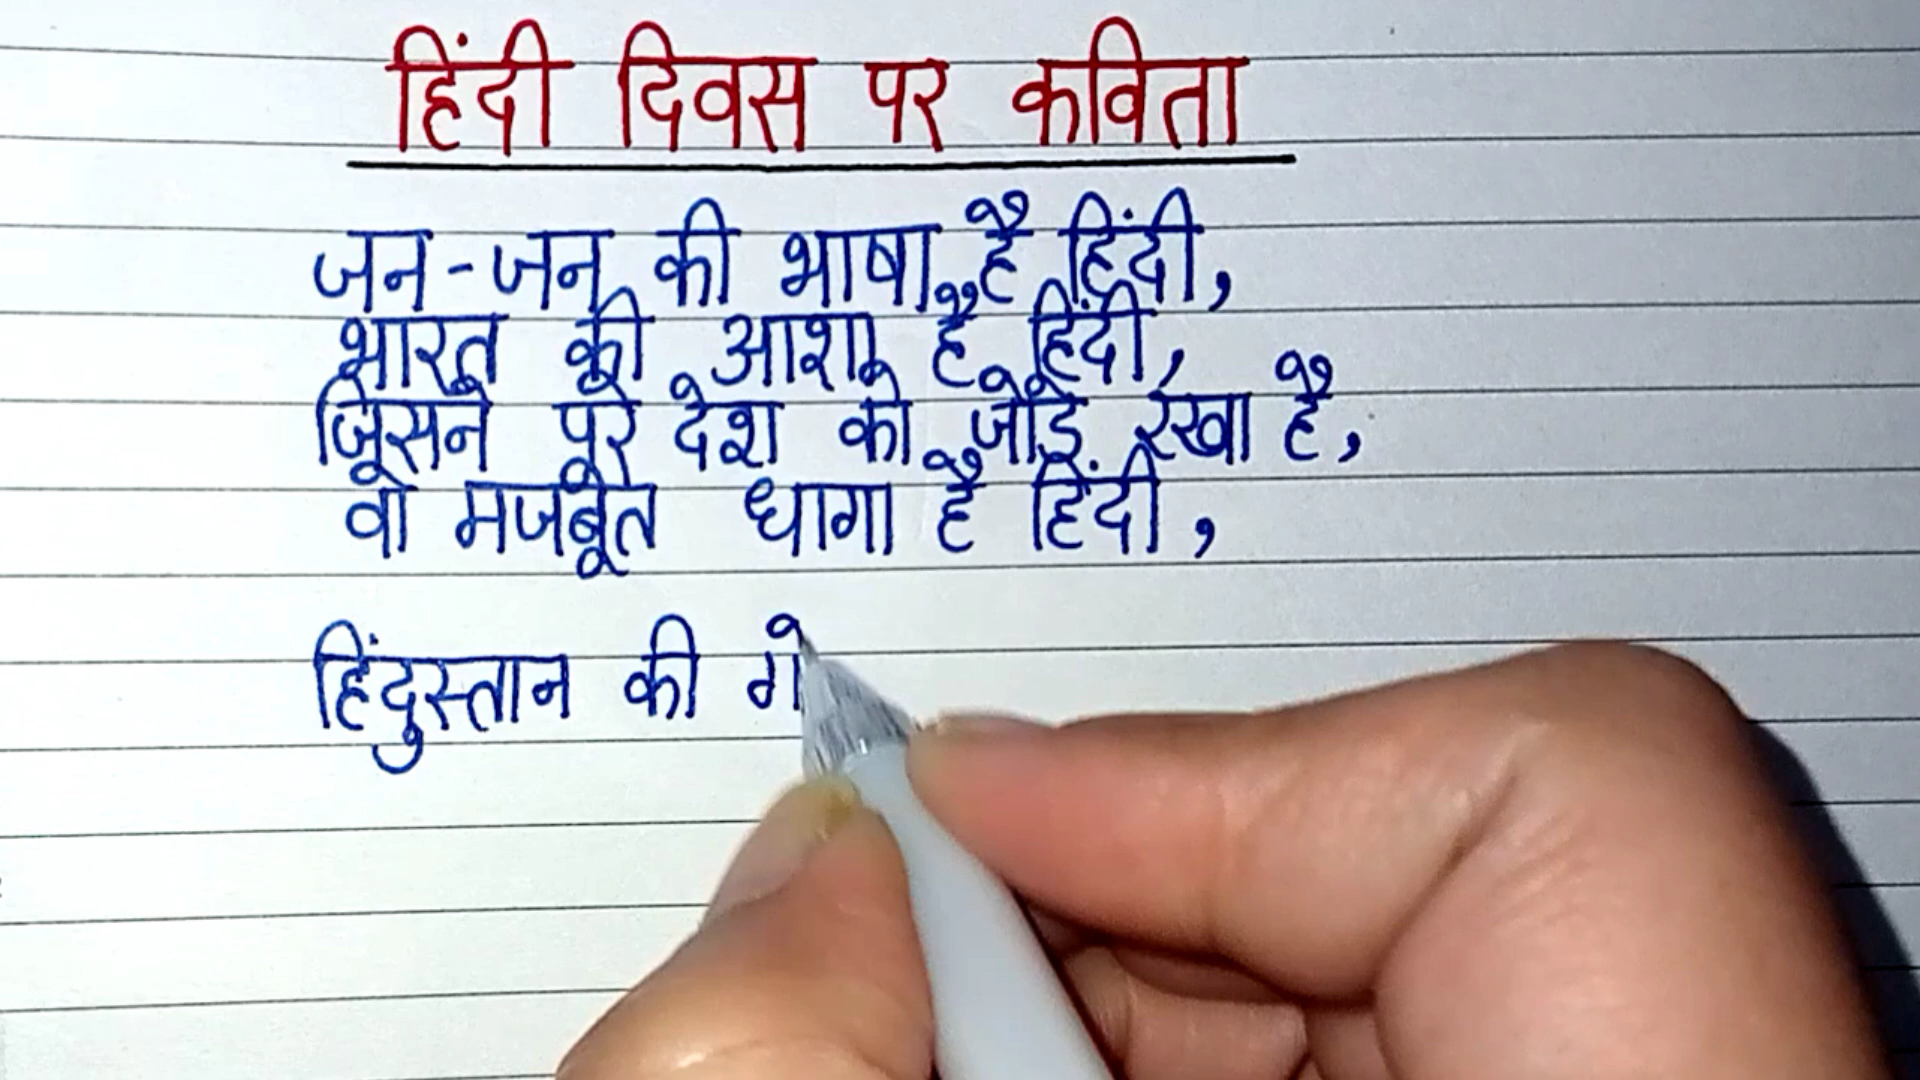 हिंदी दिवस पर कविता
जन-जन की भाषा है हिंदी,
भारत की आशा है हिंदी,
जिसने पूरे देश को जोड़े रखा है,
वो मजबूत धागा है हिंदी,
हिंदुस्तान की